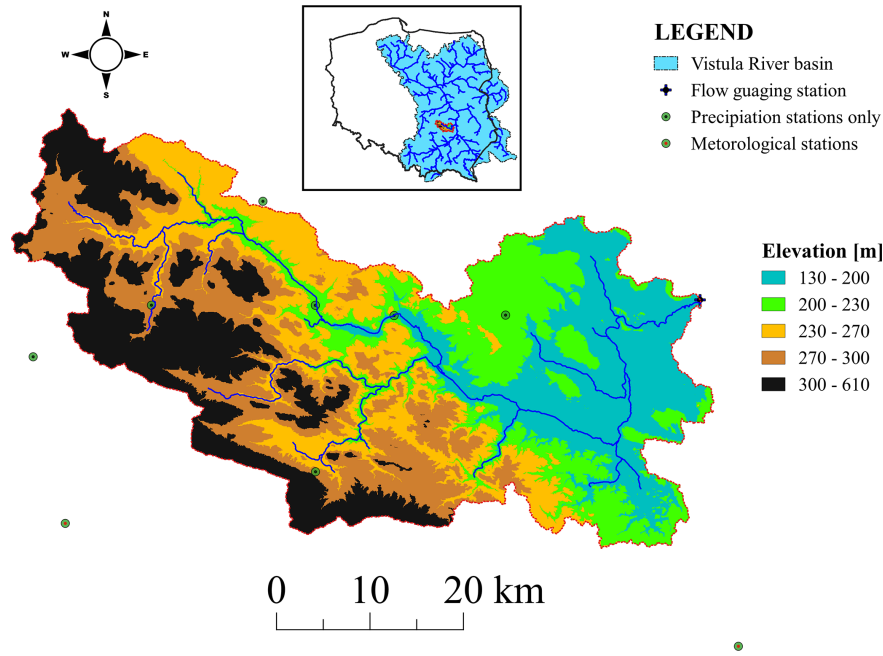 N
W E
S
LEGEND
Vistula River basin
Flow guaging station
Precipiation stations only
Metorological stations
Elevation [m]
130 - 200
200 - 230
230 - 270
270 - 300
300 - 610
0 10 20 km